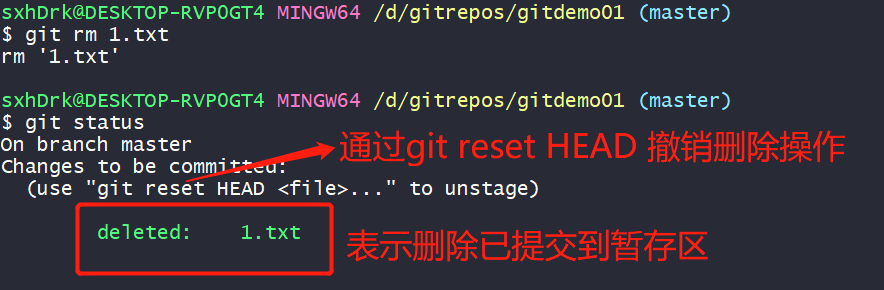 sxhDrk@DESKTOP-RVP0GT4 MINGW64 /d/gitrepos/gitdemo01 (master)
$ git rm 1.txt
rm '1.txt'
sxhDrk@DESKTOP-RVP0GT4 MINGW64 /d/gitrepos/gitdemo01 (master)
$ git status
On branch master
通过git reset HEAD 撤销删除操作
Changes to be committed:
(use "git reset HEAD <file>..." to unstage)
deleted: 1.txt
表示删除已提交到暂存区